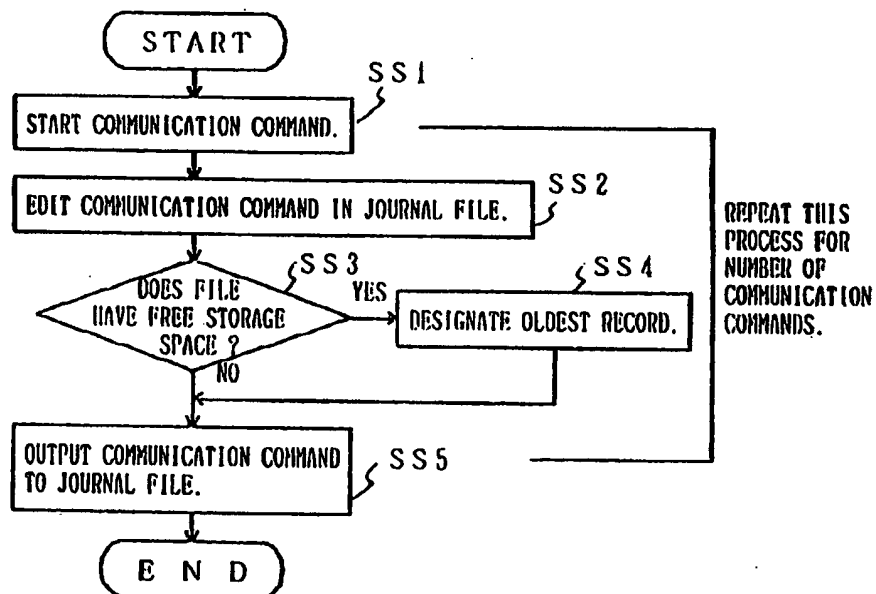 START
SS1
START COMMUNICATION COMMAND.
SS2
EDIT COMMUNICATION COMMAND IN JOURNAL FILE.
SS3
DOES FILE
HAVE FREE STORAGE
SPACE ?
YES
NO
SS4
DESIGNATE OLDEST RECORD.
OUTPUT COMMUNICATION COMMAND
TO JOURNAL FILE.
SS5
END
REPEAT THIS
PROCESS FOR
NUMBER OF
COMMUNICATION
COMMANDS.